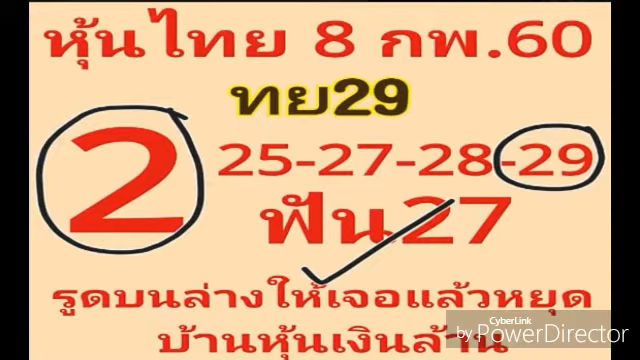 หุ้นไทย 8 กพ.60
ทย29
2
25-27-28-29
ฟัน27
รูดบนล่างให้เจอแล้วหยุด
บ้านหุ้นเงินล้าน
CyberLink
by PowerDirector